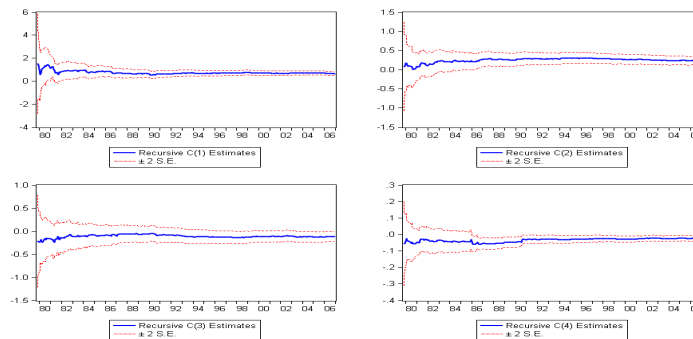 6
4
2
0
-2
-4
80 82 84 86 88 90 92 94 96 98 00 02 04 06
Recursive C(1) Estimates
± 2 S.E.
1.5
1.0
0.5
0.0
-0.5
-1.0
-1.5
80 82 84 86 88 90 92 94 96 98 00 02 04 06
Recursive C(2) Estimates
± 2 S.E.
1.0
0.5
0.0
-0.5
-1.0
-1.5
80 82 84 86 88 90 92 94 96 98 00 02 04 06
Recursive C(3) Estimates
± 2 S.E.
.3
.2
.1
.0
-.1
-.2
-.3
-.4
80 82 84 86 88 90 92 94 96 98 00 02 04 06
Recursive C(4) Estimates
± 2 S.E.